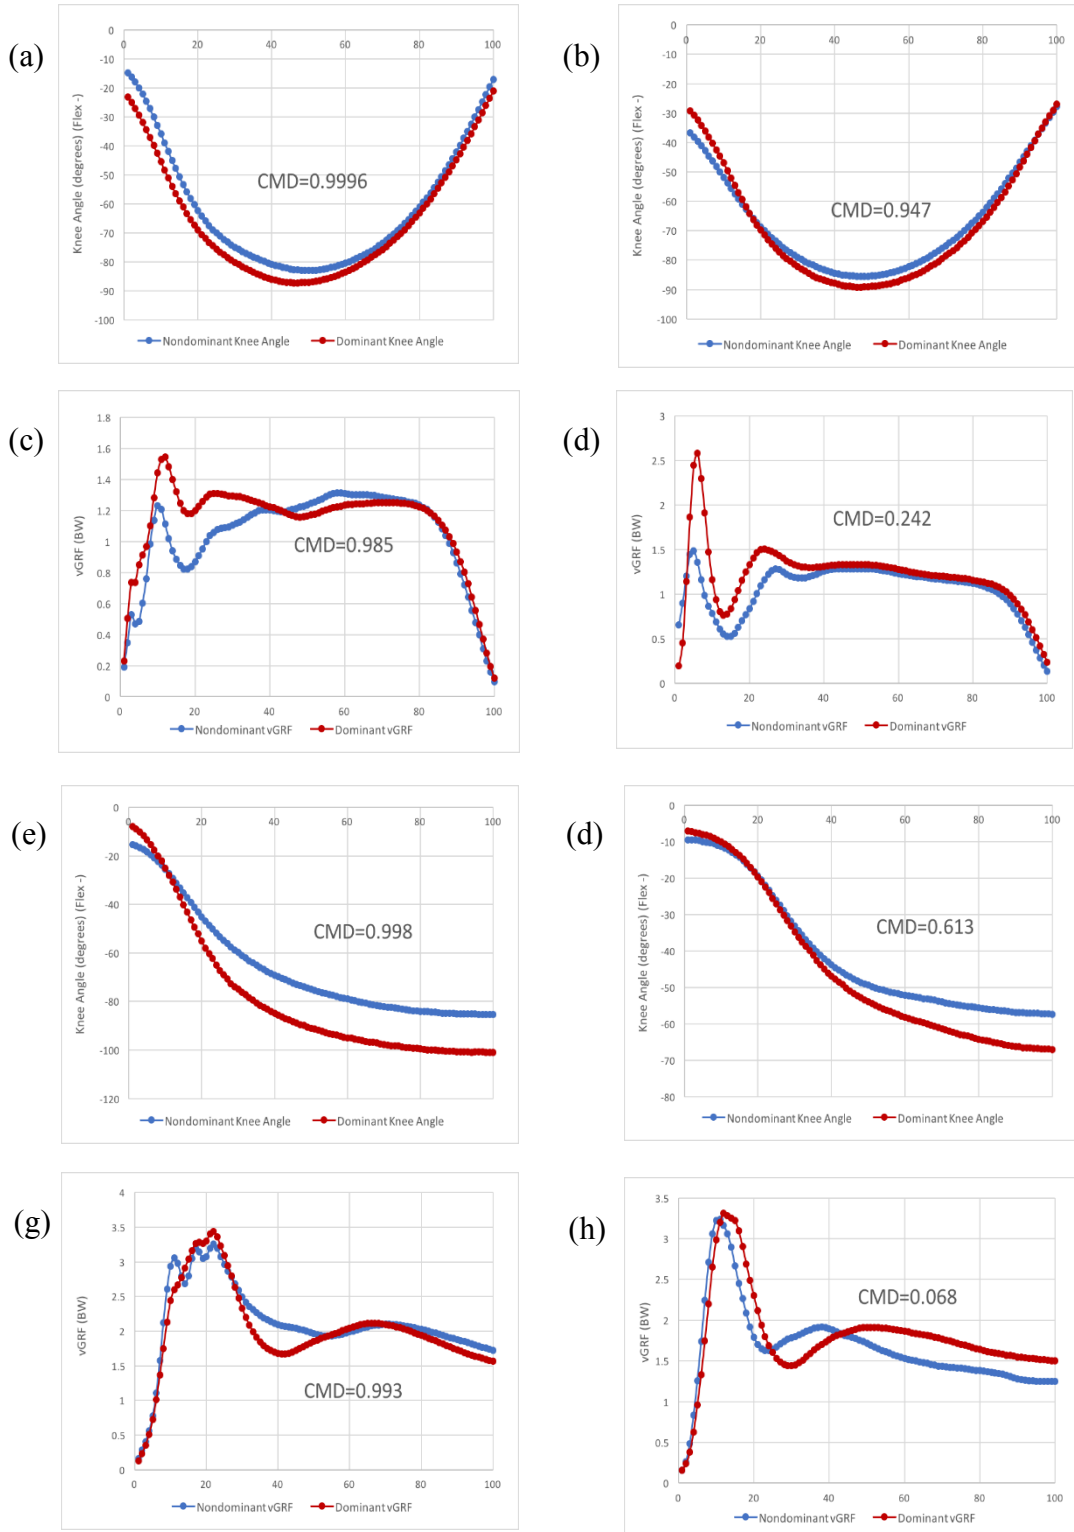 (a)
0
0 20 40 60 80 100
-10
-20
-30
-40
-50
-60
-70
-80
-90
-100
Knee Angle (degrees) (Flex -)
CMD=0.9996
Nondominant Knee Angle Dominant Knee Angle
(b)
0
0 20 40 60 80 100
-10
-20
-30
-40
-50
-60
-70
-80
-90
-100
Knee Angle (degrees) (Flex -)
CMD=0.947
Nondominant Knee Angle Dominant Knee Angle
(c)
1.8
1.6
1.4
1.2
1
0.8
0.6
0.4
0.2
0
vGRF (BW)
CMD=0.985
0 20 40 60 80 100
Nondominant vGRF Dominant vGRF
(d)
3
2.5
2
1.5
1
0.5
0
vGRF (BW)
CMD=0.242
0 20 40 60 80 100
Nondominant vGRF Dominant vGRF
(e)
0
0 20 40 60 80 100
-20
-40
-60
-80
-100
-120
Knee Angle (degrees) (Flex -)
CMD=0.998
Nondominant Knee Angle Dominant Knee Angle
(d)
0
0 20 40 60 80 100
-10
-20
-30
-40
-50
-60
-70
-80
Knee Angle (degrees) (Flex -)
CMD=0.613
Nondominant Knee Angle Dominant Knee Angle
(g)
4
3.5
3
2.5
2
1.5
1
0.5
0
vGRF (BW)
CMD=0.993
0 20 40 60 80 100
Nondominant vGRF Dominant vGRF
(h)
3.5
3
2.5
2
1.5
1
0.5
0
vGRF (BW)
CMD=0.068
0 20 40 60 80 100
Nondominant vGRF Dominant vGRF